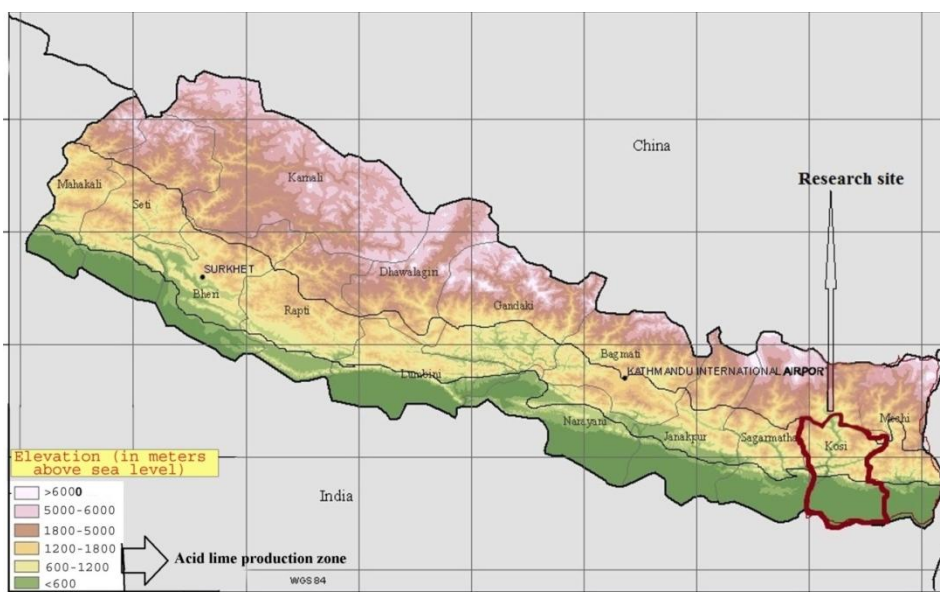 China
Research site
Karnali
Mahakali
Seti
SURKHET
Dhawalagiri
Bheri
Gandaki
Rapti
Bagmati
KATHMANDU INTERNATIONAL AIRPORT
Lumbini
Narayani
Janakpur
Sagarmatha
Kosi
Mechi
Elevation (in meters
above sea level)
India
>6000
5000-6000
1800-5000
1200-1800
600-1200
<600
Acid lime production zone
WGS 84